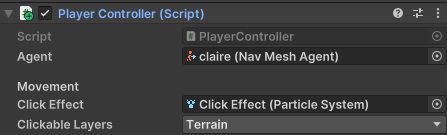 Player Controller (Script)
Script PlayerController
Agent claire (Nav Mesh Agent)
Movement
Click Effect Click Effect (Particle System)
Clickable Layers Terrain